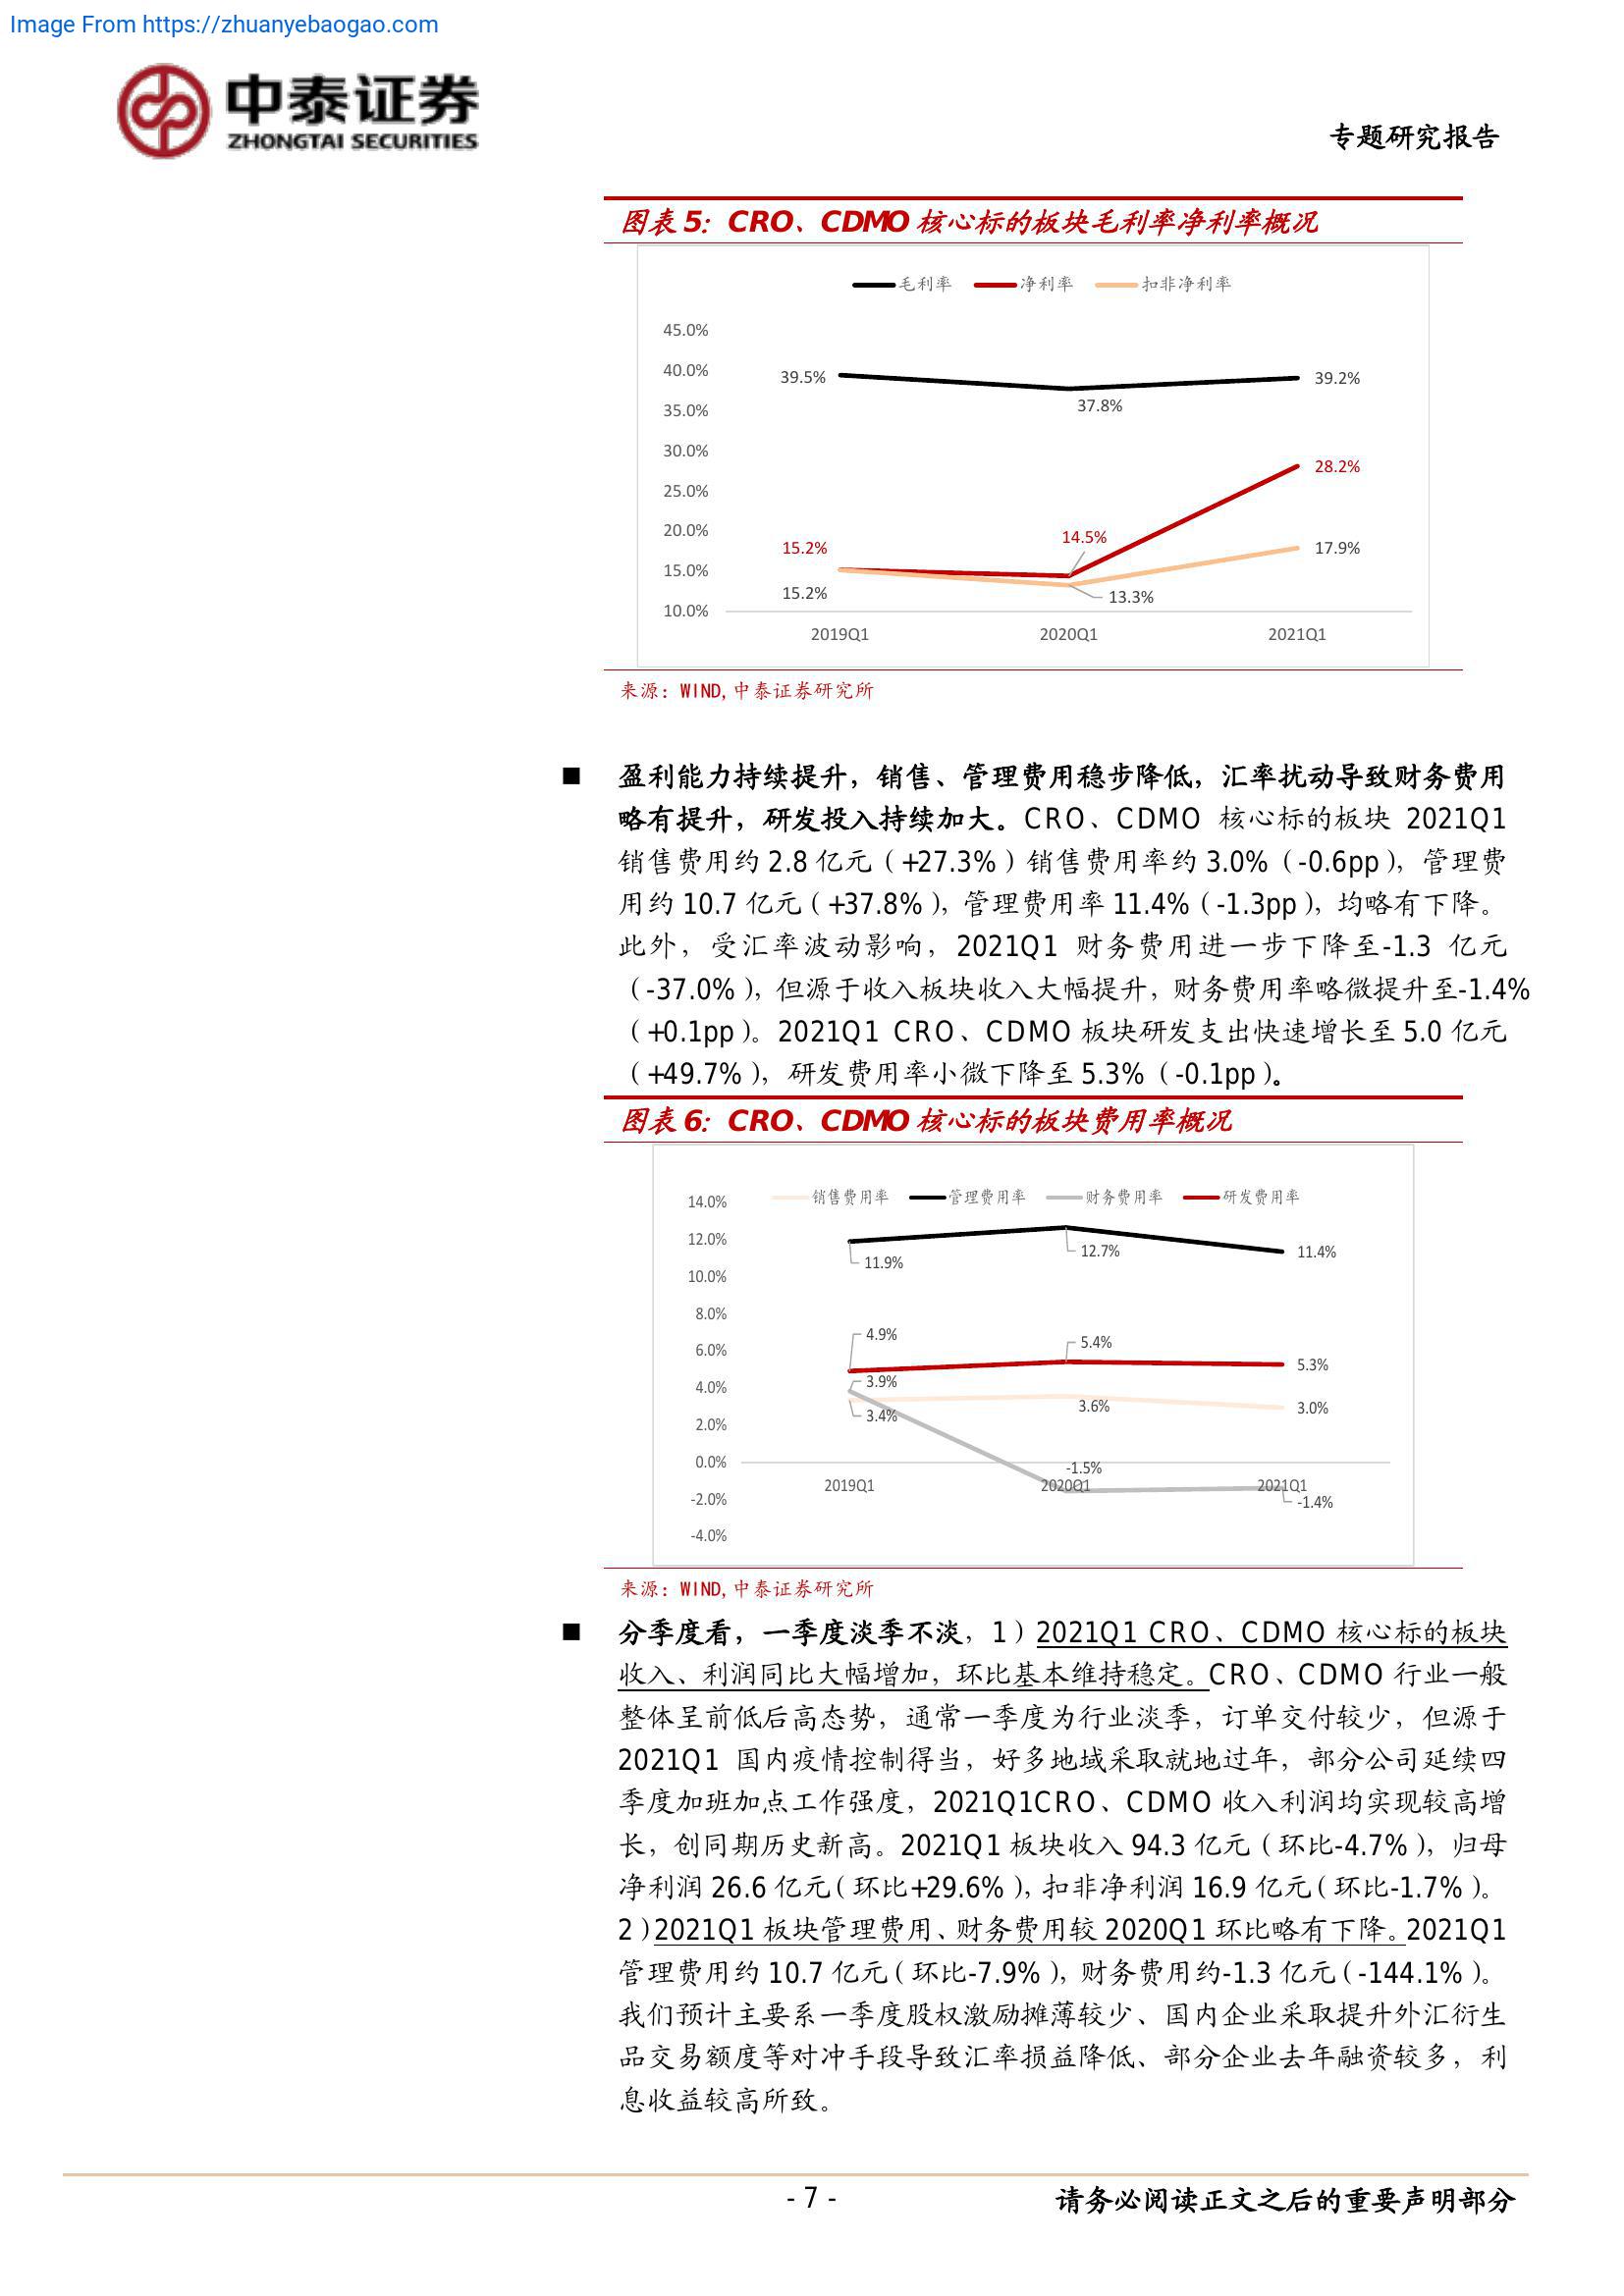 Image From https://zhuanyebaogao.com
中泰证券
ZHONGTAI SECURITIES
专题研究报告
图表 5：CRO、CDMO 核心标的板块毛利率净利率概况
毛利率 净利率 扣非净利率
45.0%
40.0%
35.0%
30.0%
25.0%
20.0%
15.0%
10.0%
39.5%
37.8%
39.2%
28.2%
15.2%
14.5%
17.9%
15.2%
13.3%
2019Q1 2020Q1 2021Q1
来源：WIND,中泰证券研究所
■ 盈利能力持续提升，销售、管理费用稳步降低，汇率扰动导致财务费用
略有提升，研发投入持续加大。CRO、CDMO 核心标的板块 2021Q1
销售费用约 2.8 亿元（+27.3%）销售费用率约 3.0%（-0.6pp），管理费
用约 10.7 亿元（+37.8%），管理费用率 11.4%（-1.3pp），均略有下降。
此外，受汇率波动影响，2021Q1 财务费用进一步下降至-1.3 亿元
（-37.0%），但源于收入板块收入大幅提升，财务费用率略微提升至-1.4%
（+0.1pp）。2021Q1 CRO、CDMO 板块研发支出快速增长至 5.0 亿元
（+49.7%），研发费用率小微下降至 5.3%（-0.1pp）。
图表 6：CRO、CDMO 核心标的板块费用率概况
销售费用率 管理费用率 财务费用率 研发费用率
14.0%
12.0%
10.0%
8.0%
6.0%
4.0%
2.0%
0.0%
-2.0%
-4.0%
11.9%
12.7%
11.4%
4.9%
5.4%
5.3%
3.9%
3.4%
3.6%
3.0%
-1.5%
-1.4%
2019Q1 2020Q1 2021Q1
来源：WIND,中泰证券研究所
■ 分季度看，一季度淡季不淡，1）2021Q1 CRO、CDMO 核心标的板块
收入、利润同比大幅增加，环比基本维持稳定。CRO、CDMO 行业一般
整体呈前低后高态势，通常一季度为行业淡季，订单交付较少，但源于
2021Q1 国内疫情控制得当，好多地域采取就地过年，部分公司延续四
季度加班加点工作强度，2021Q1CRO、CDMO 收入利润均实现较高增
长，创同期历史新高。2021Q1 板块收入 94.3 亿元（环比-4.7%），归母
净利润 26.6 亿元（环比+29.6%），扣非净利润 16.9 亿元（环比-1.7%）。
2）2021Q1 板块管理费用、财务费用较 2020Q1 环比略有下降。2021Q1
管理费用约 10.7 亿元（环比-7.9%），财务费用约-1.3 亿元（-144.1%）。
我们预计主要系一季度股权激励摊薄较少、国内企业采取提升外汇衍生
品交易额度等对冲手段导致汇率损益降低、部分企业去年融资较多，利
息收益较高所致。
- 7 -
请务必阅读正文之后的重要声明部分